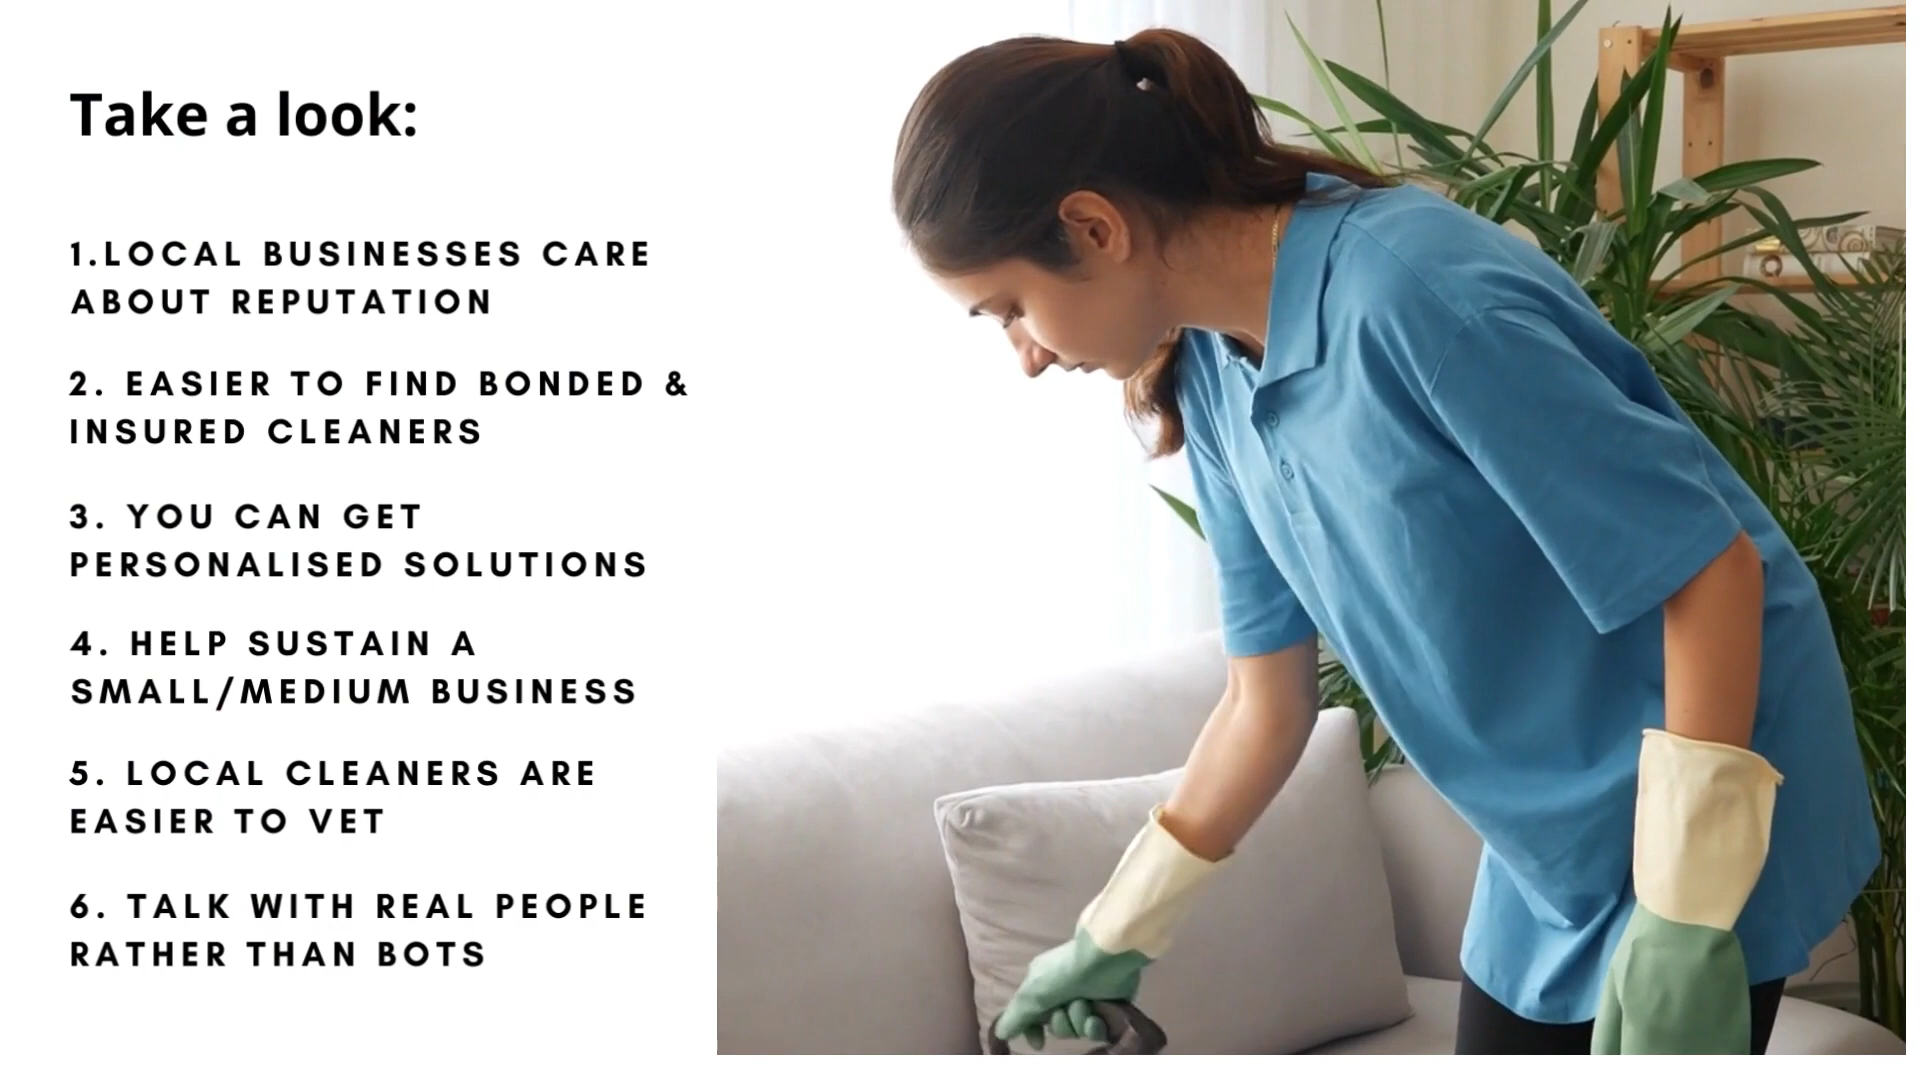 Take a look:
1.LOCAL BUSINESSES CARE
ABOUT REPUTATION
2. EASIER TO FIND BONDED &
INSURED CLEANERS
3. YOU CAN GET
PERSONALISED SOLUTIONS
4. HELP SUSTAIN A
SMALL/MEDIUM BUSINESS
5. LOCAL CLEANERS ARE
EASIER TO VET
6. TALK WITH REAL PEOPLE
RATHER THAN BOTS